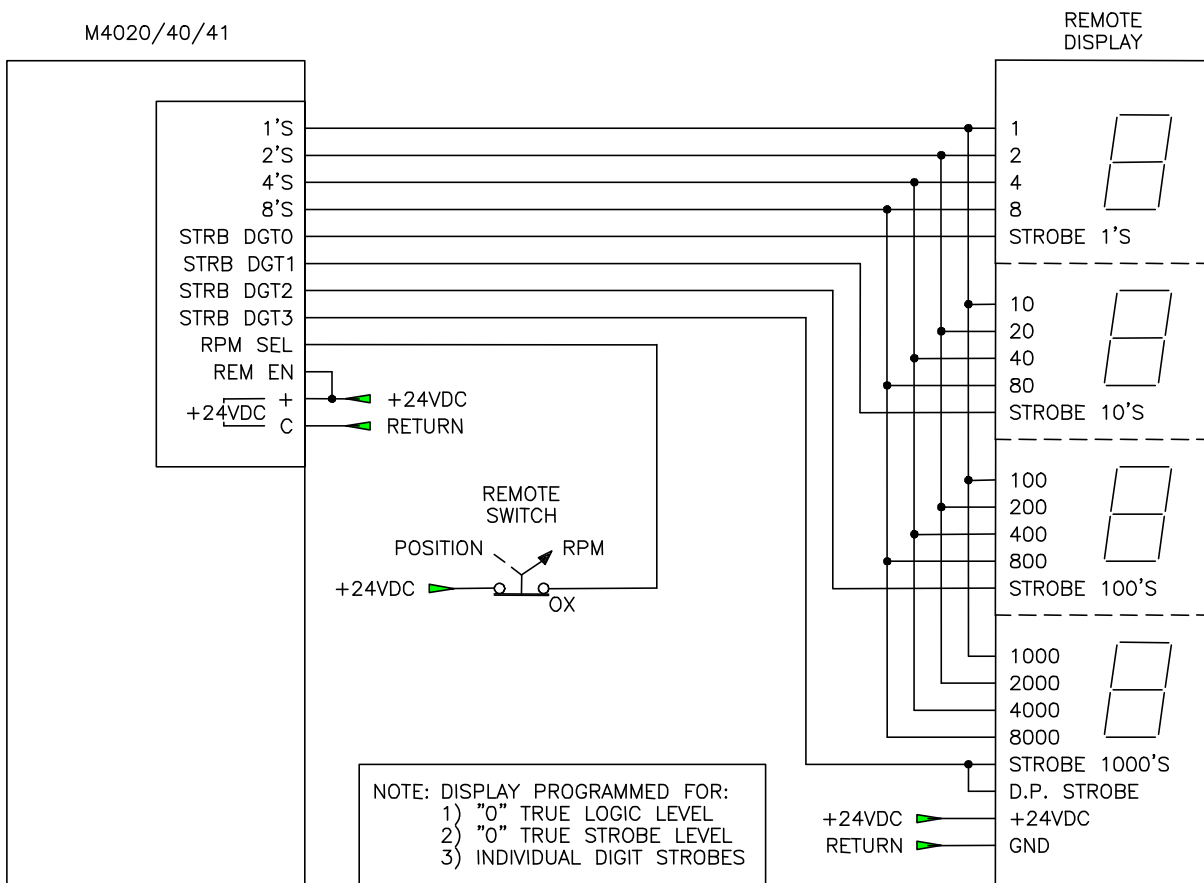 M4020/40/41
1'S
2'S
4'S
8'S
STRB DGT0
STRB DGT1
STRB DGT2
STRB DGT3
RPM SEL
REM EN
+24VDC
+
C
+24VDC
RETURN
REMOTE
SWITCH
POSITION
RPM
+24VDC
OX
NOTE: DISPLAY PROGRAMMED FOR:
1) "0" TRUE LOGIC LEVEL
2) "0" TRUE STROBE LEVEL
3) INDIVIDUAL DIGIT STROBES
REMOTE
DISPLAY
1
2
4
8
STROBE 1'S
10
20
40
80
STROBE 10'S
100
200
400
800
STROBE 100'S
1000
2000
4000
8000
STROBE 1000'S
D.P. STROBE
+24VDC
+24VDC
RETURN
GND